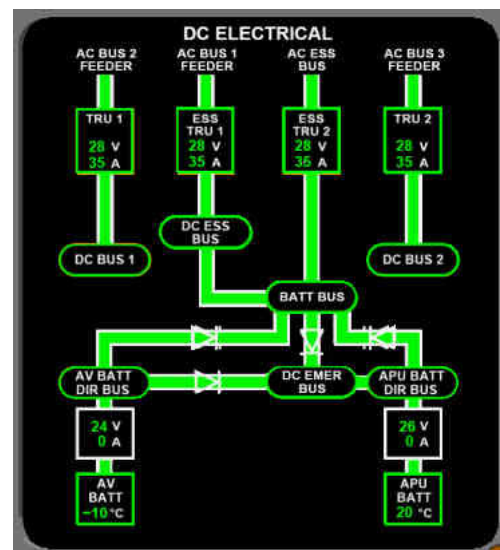 DC ELECTRICAL
AC BUS 2 FEEDER
AC BUS 1 FEEDER
AC ESS BUS
AC BUS 3 FEEDER
TRU 1
28 V
35 A
ESS TRU 1
28 V
35 A
ESS TRU 2
28 V
35 A
TRU 2
28 V
35 A
DC ESS BUS
DC BUS 1
DC BUS 2
BATT BUS
AV BATT DIR BUS
DC EMER BUS
APU BATT DIR BUS
24 V
0 A
26 V
0 A
AV BATT
-10 °C
APU BATT
20 °C